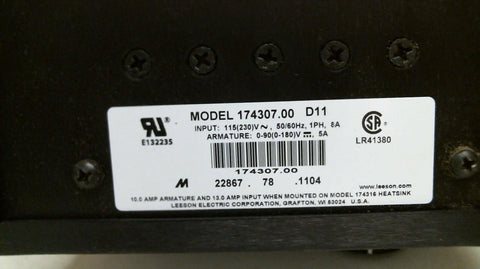 MODEL 174307.00 D11
INPUT: 115(230)V~, 50/60Hz, 1PH, 8A
ARMATURE: 0-90(0-180)V⎓, 5A
E132235
LR41380
174307.00
M 22867 . 78 .1104
www.leeson.com
10.0 AMP ARMATURE AND 13.0 AMP INPUT WHEN MOUNTED ON MODEL 174316 HEATSINK
LEESON ELECTRIC CORPORATION, GRAFTON, WI 53024 U.S.A.